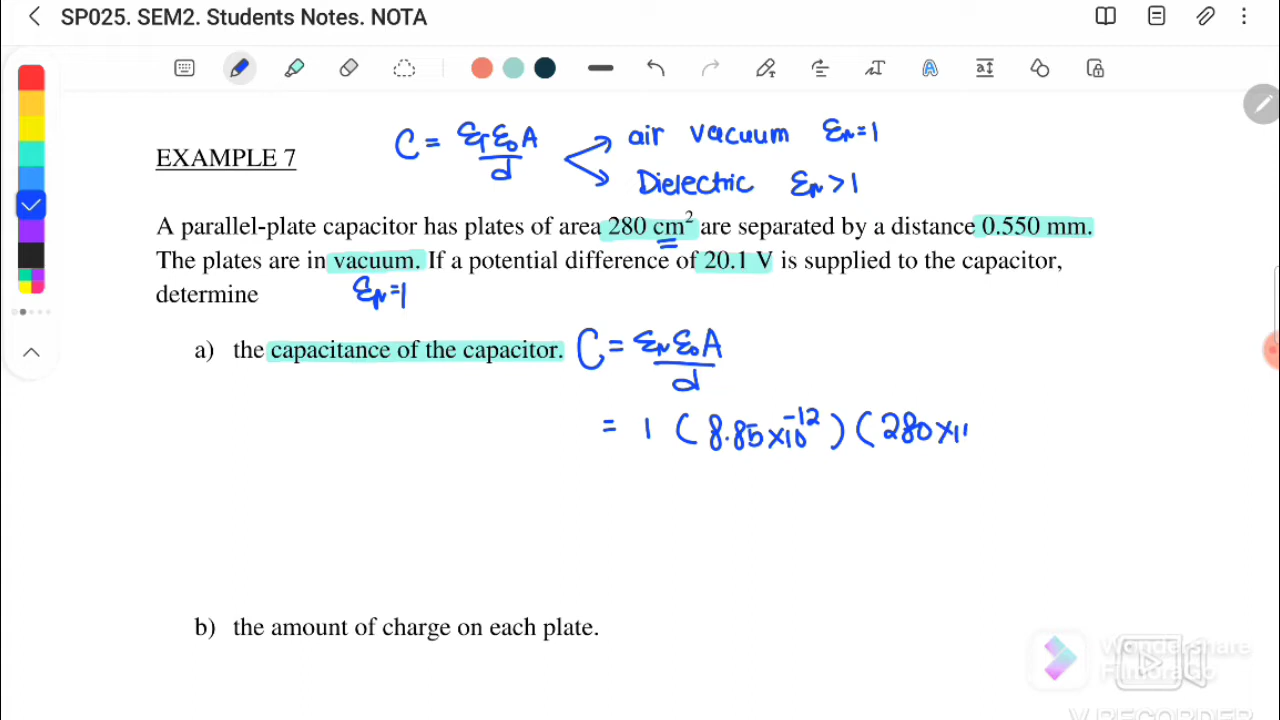 SP025. SEM2. Students Notes. NOTA
C = εrε0A / d
air vacuum εr = 1
Dielectric εr > 1
EXAMPLE 7
A parallel-plate capacitor has plates of area 280 cm² are separated by a distance 0.550 mm.
The plates are in vacuum. If a potential difference of 20.1 V is supplied to the capacitor,
determine
εr = 1
a) the capacitance of the capacitor.
C = εrε0A / d
= 1 (8.85×10⁻¹²) (280×1
b) the amount of charge on each plate.
Wondershare
Filmora
V RECORDER